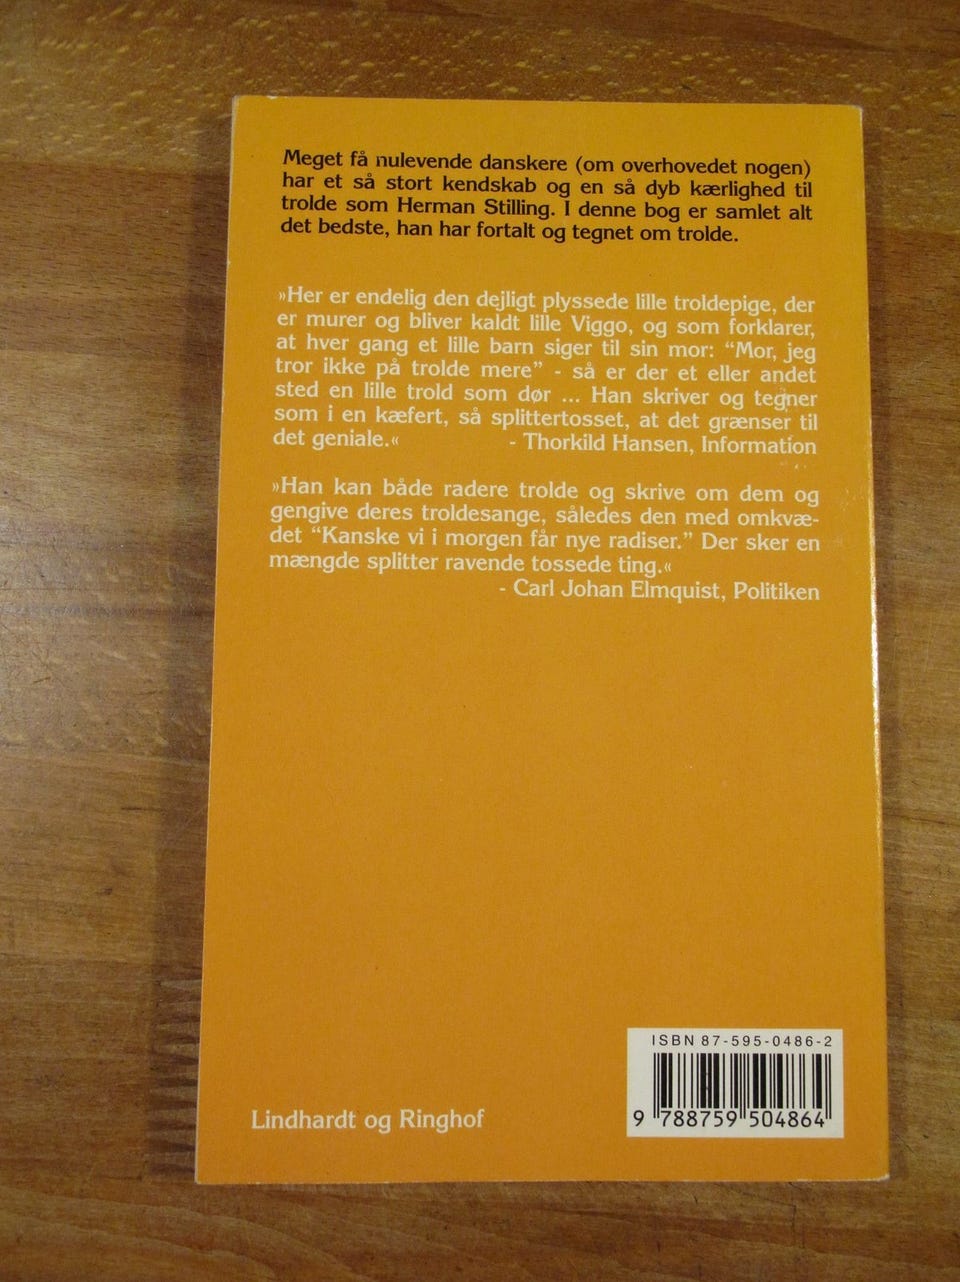 Meget få nulevende danskere (om overhovedet nogen)
har et så stort kendskab og en så dyb kærlighed til
trolde som Herman Stilling. I denne bog er samlet alt
det bedste, han har fortalt og tegnet om trolde.
»Her er endelig den dejligt plyssede lille troldepige, der
er murer og bliver kaldt lille Viggo, og som forklarer,
at hver gang et lille barn siger til sin mor: “Mor, jeg
tror ikke på trolde mere” - så er der et eller andet
sted en lille trold som dør ... Han skriver og tegner
som i en kæfert, så splittertosset, at det grænser til
det geniale.« - Thorkild Hansen, Information
»Han kan både radere trolde og skrive om dem og
gengive deres troldesange, således den med omkvæ-
det “Kanske vi i morgen får nye radiser.” Der sker en
mængde splitter ravende tossede ting.«
- Carl Johan Elmquist, Politiken
ISBN 87-595-0486-2
9 788759 504864
Lindhardt og Ringhof